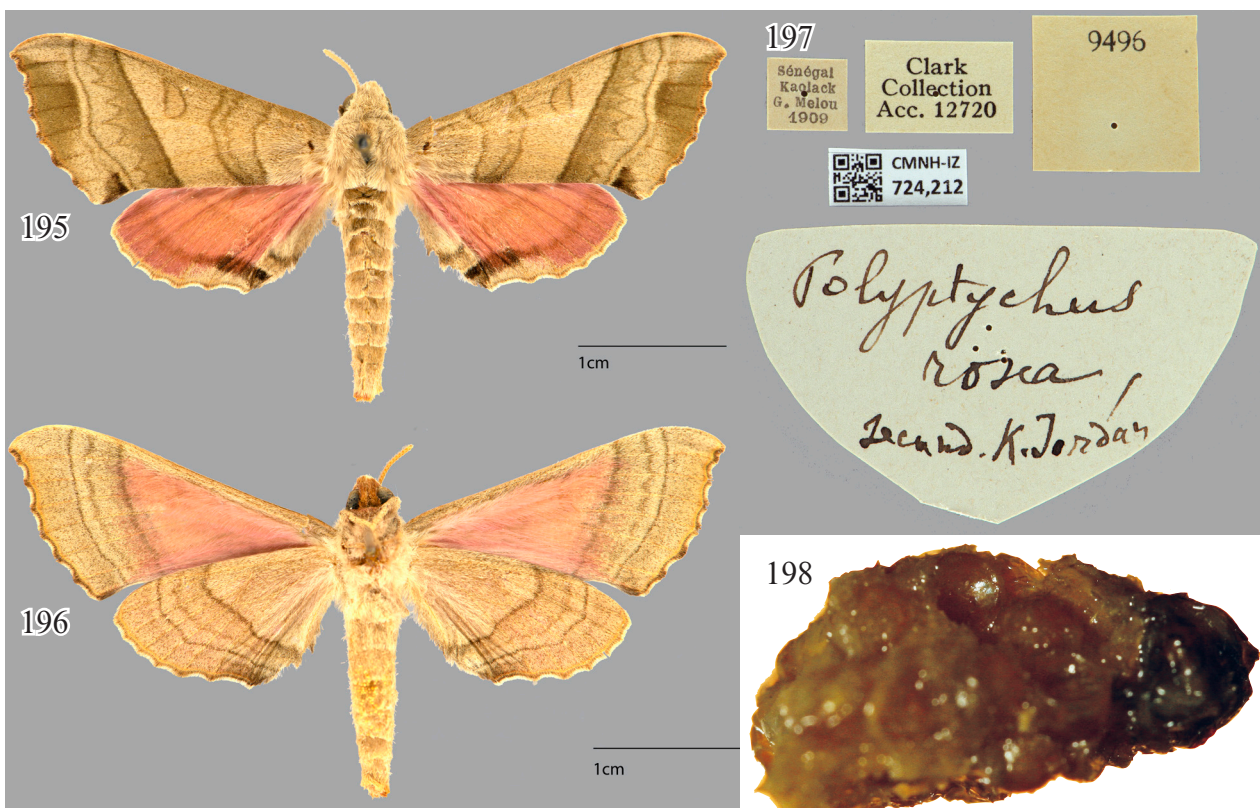 195
1cm
196
1cm
197
Sénégal
Kaolack
G. Melou
1909
Clark
Collection
Acc. 12720
9496
CMNH-IZ
724,212
Polyptychus
rosea,
secund. K. Jordan
198